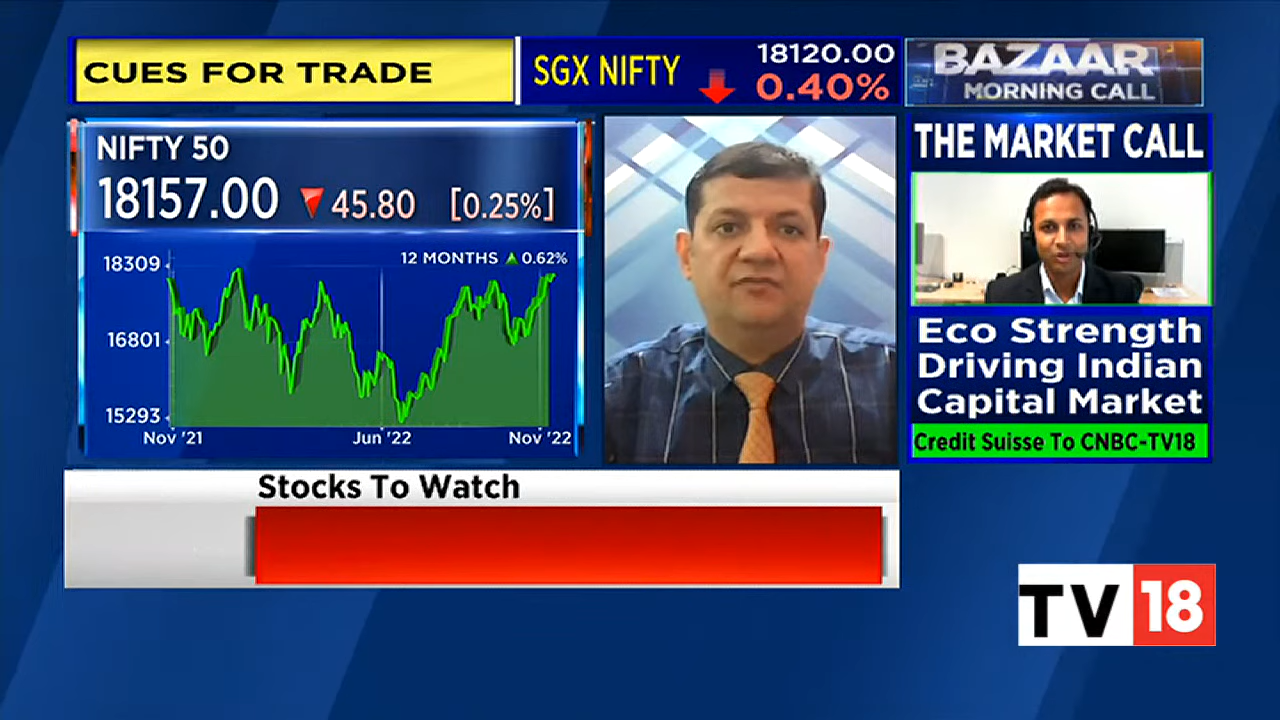 CUES FOR TRADE
SGX NIFTY
18120.00
0.40%
BAZAAR
MORNING CALL
NIFTY 50
18157.00 45.80 [0.25%]
12 MONTHS 0.62%
18309
16801
15293
Nov '21 Jun '22 Nov '22
THE MARKET CALL
Eco Strength
Driving Indian
Capital Market
Credit Suisse To CNBC-TV18
Stocks To Watch
TV18